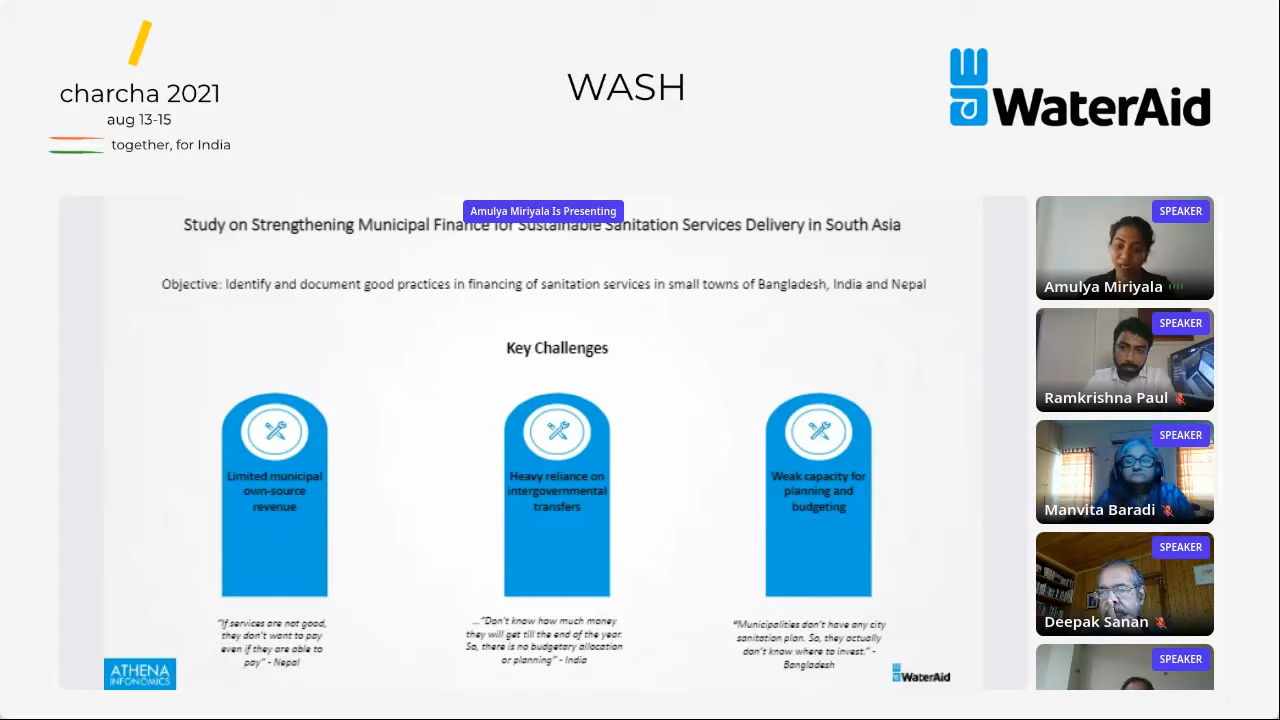 charcha 2021
aug 13-15
together, for India
WASH
WaterAid
Amulya Miriyala Is Presenting
Study on Strengthening Municipal Finance for Sustainable Sanitation Services Delivery in South Asia
Objective: Identify and document good practices in financing of sanitation services in small towns of Bangladesh, India and Nepal
Key Challenges
Limited municipal
own-source
revenue
Heavy reliance on
intergovernmental
transfers
Weak capacity for
planning and
budgeting
"If services are not good,
they don't want to pay
even if they are able to
pay" - Nepal
..."Don't know how much money
they will get till the end of the year.
So, there is no budgetary allocation
or planning" - India
"Municipalities don't have any city
sanitation plan. So, they actually
don't know where to invest." -
Bangladesh
ATHENA
INFONOMICS
WaterAid
SPEAKER
Amulya Miriyala
SPEAKER
Ramkrishna Paul
SPEAKER
Manvita Baradi
SPEAKER
Deepak Sanan
SPEAKER